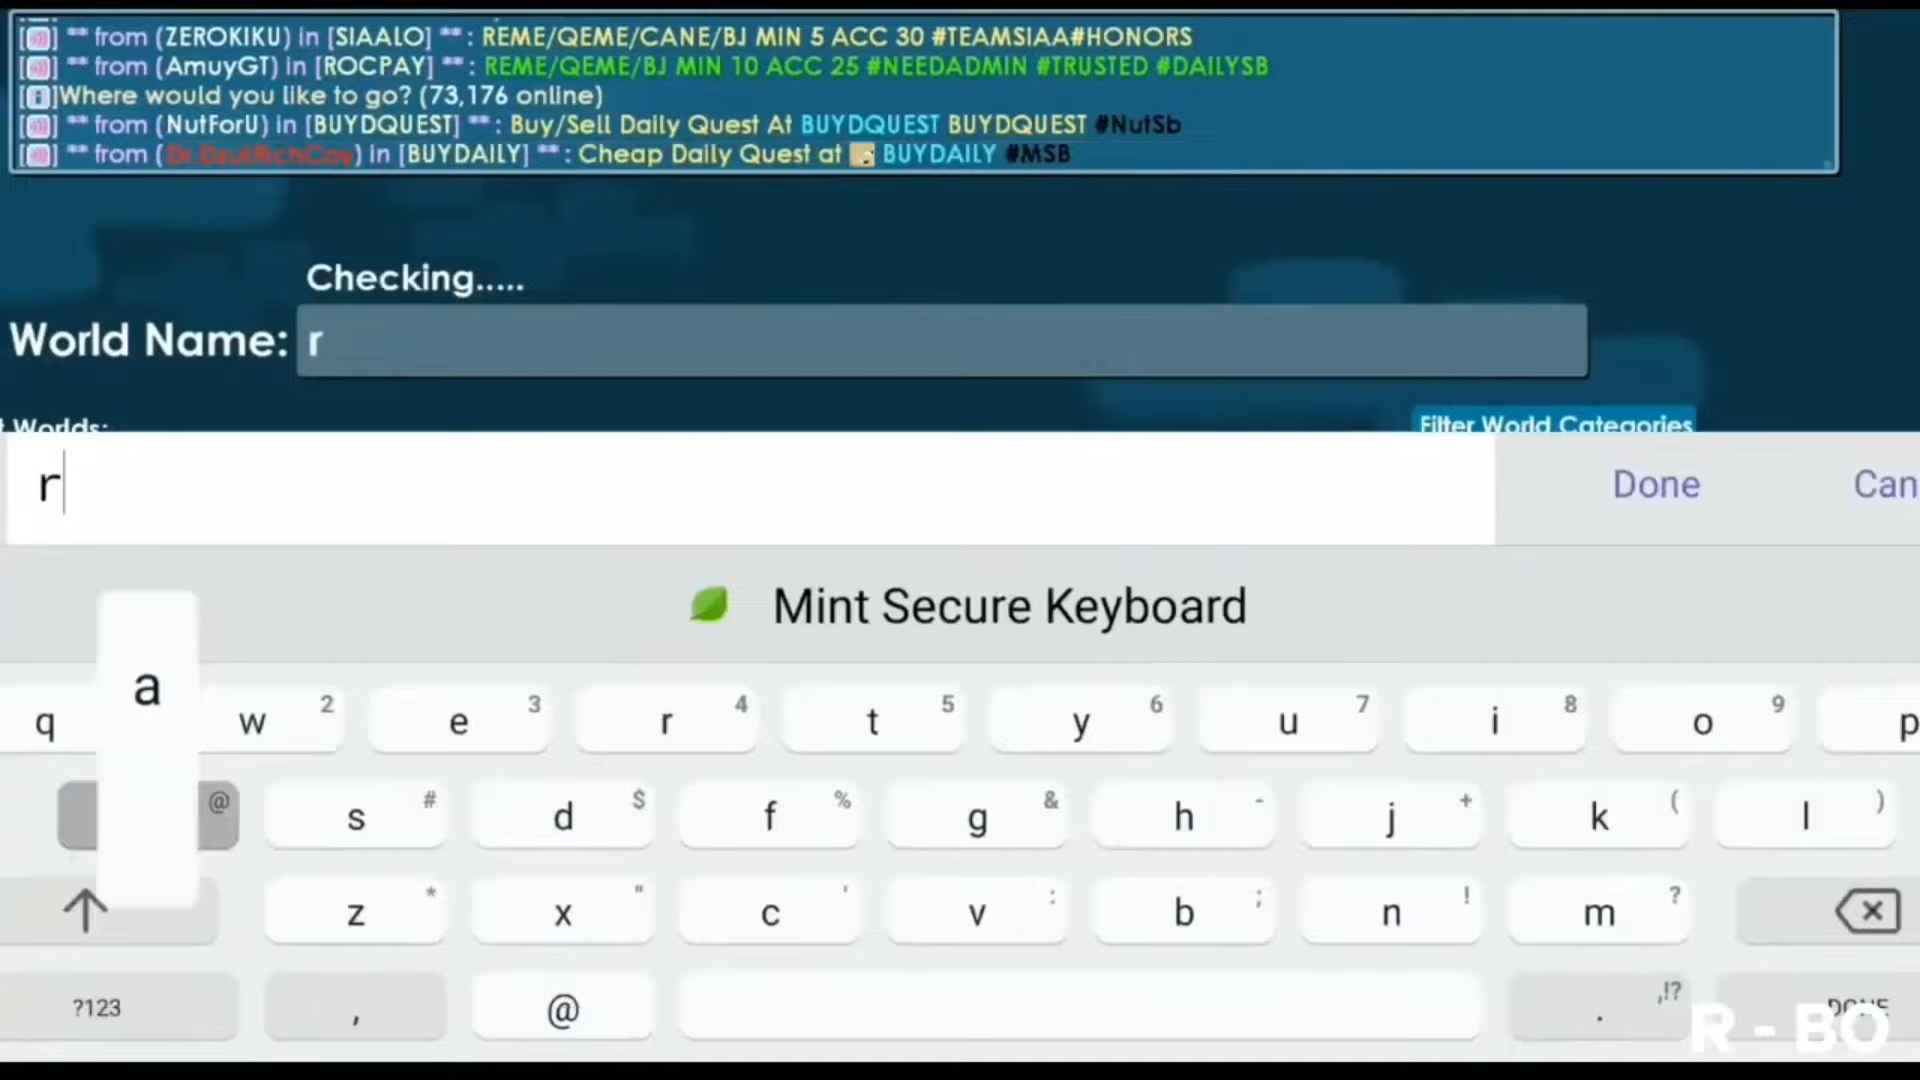 ** from (ZEROKIKU) in [SIAALO] ** : REME/QEME/CANE/BJ MIN 5 ACC 30 #TEAMSIAA#HONORS
** from (AmuyGT) in [ROCPAY] ** : REME/QEME/BJ MIN 10 ACC 25 #NEEDADMIN #TRUSTED #DAILYSB
Where would you like to go? (73,176 online)
** from (NutForU) in [BUYDQUEST] ** : Buy/Sell Daily Quest At BUYDQUEST BUYDQUEST #NutSb
** from (Dr.DzulRichCoy) in [BUYDAILY] ** : Cheap Daily Quest at BUYDAILY #MSB
Checking.....
World Name: r
t Worlds:
Filter World Categories
r
Done
Can
Mint Secure Keyboard
a
q w 2 e 3 r 4 t 5 y 6 u 7 i 8 o 9 p
@ s # d $ f % g & h - j + k ( l )
z * x " c ' v : b ; n ! m ?
?123 , @ . ,!? DONE
R - BO